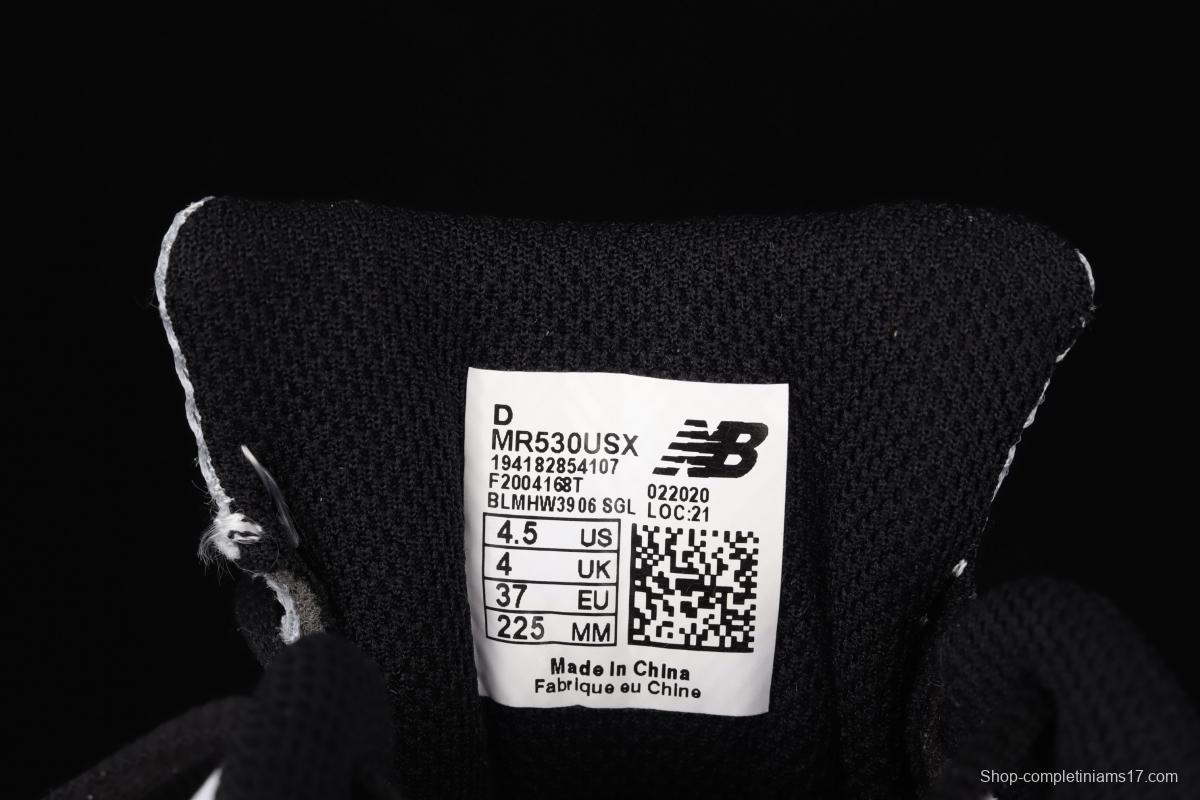 D
MR530USX
194182854107
F2004168T
BLMHW3906 SGL
NB
022020
LOC:21
4.5 US
4 UK
37 EU
225 MM
Made In China
Fabrique eu Chine
Shop-completiniams17.com